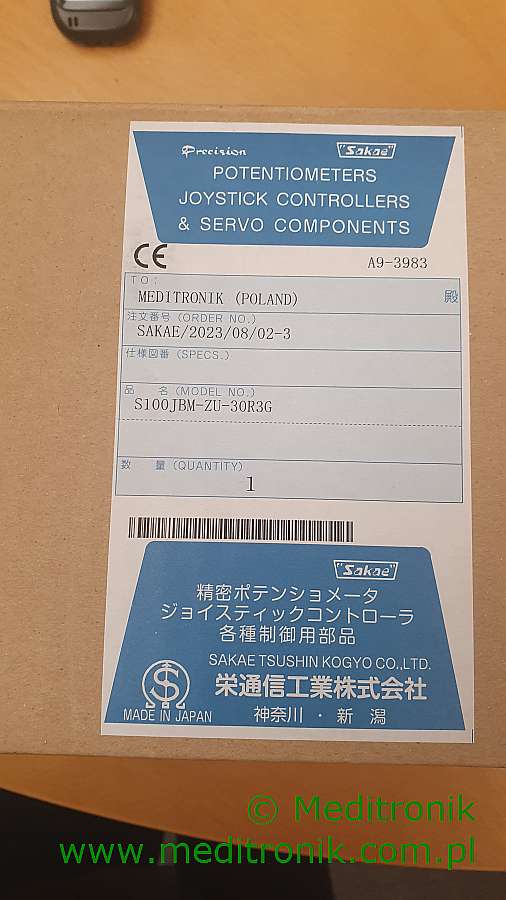 Precision "Sakae"
POTENTIOMETERS
JOYSTICK CONTROLLERS
& SERVO COMPONENTS
CE A9-3983
TO:
MEDITRONIK (POLAND) 殿
注文番号 (ORDER NO.)
SAKAE/2023/08/02-3
仕様図番 (SPECS.)
品 名 (MODEL NO.)
S100JBM-ZU-30R3G
数 量 (QUANTITY)
1
"Sakae"
精密ポテンショメータ
ジョイスティックコントローラ
各種制御用部品
SAKAE TSUSHIN KOGYO CO.,LTD.
栄通信工業株式会社
MADE IN JAPAN 神奈川・新潟
© Meditronik
www.meditronik.com.pl